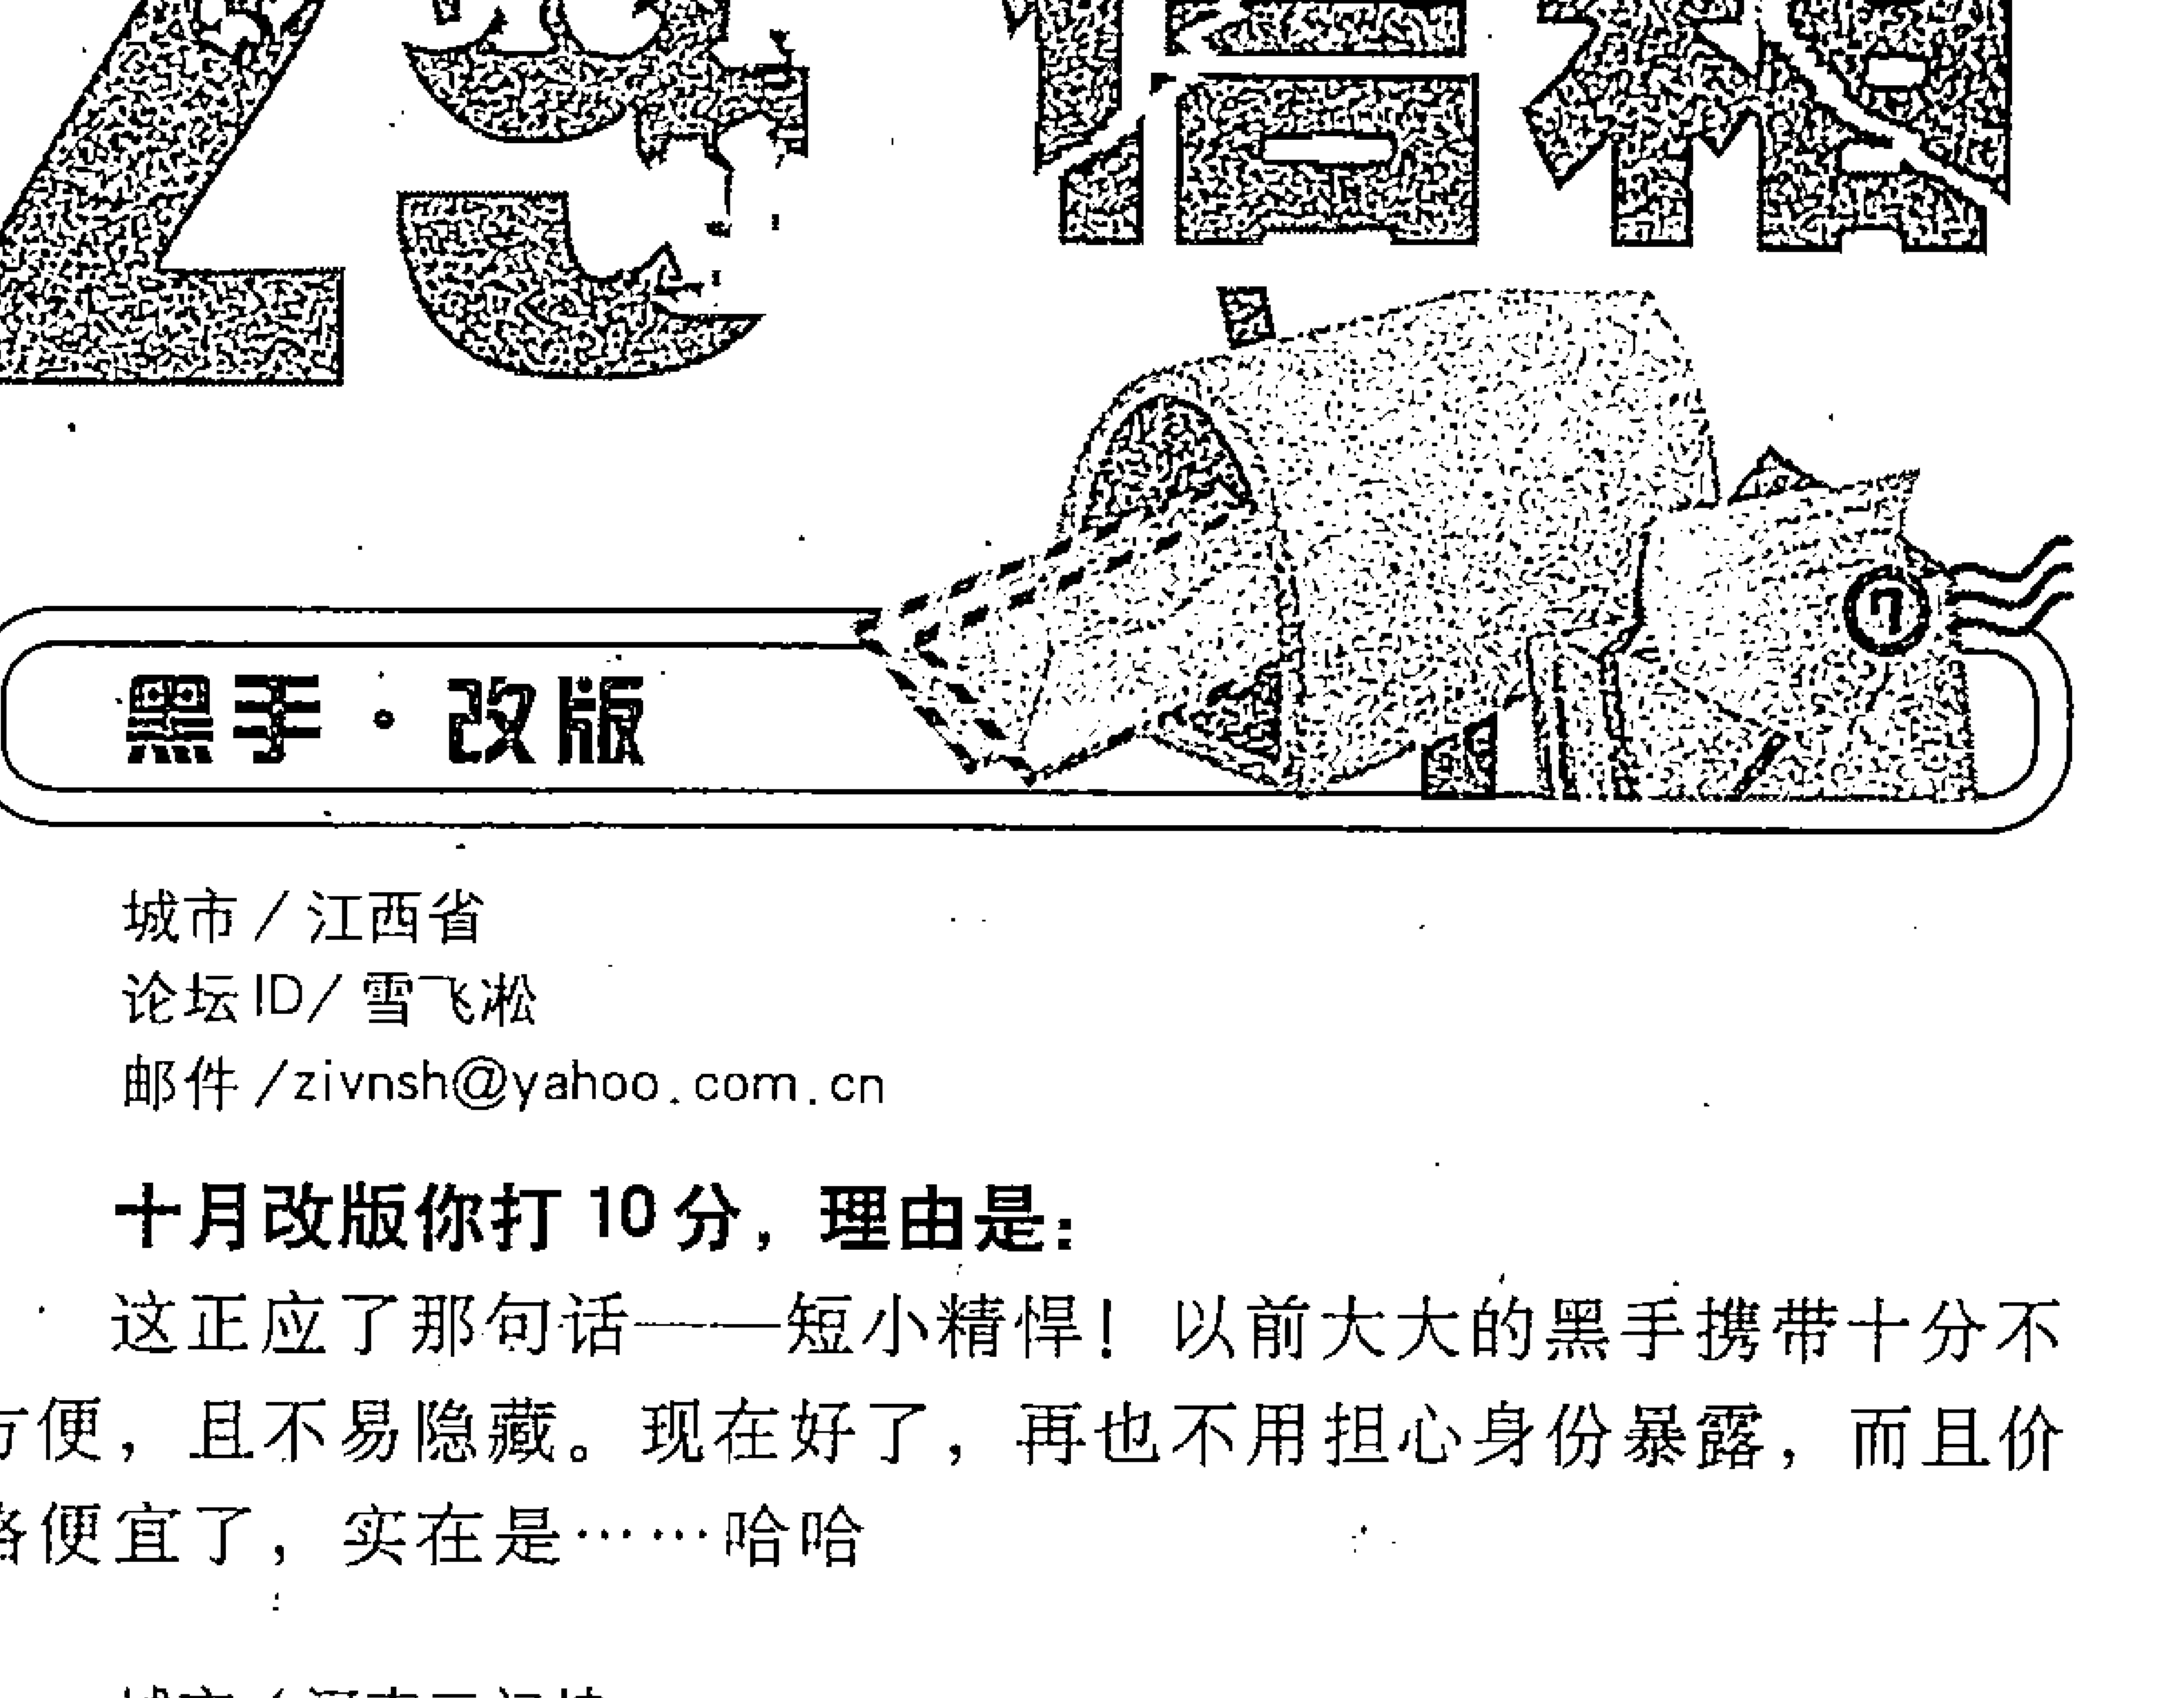 信箱
黑手·改版
城市／江西省
论坛ID/雪飞凇
邮件/zivnsh@yahoo.com.cn
十月改版你打10分，理由是：
这正应了那句话——短小精悍！以前大大的黑手携带十分不
方便，且不易隐藏。现在好了，再也不用担心身份暴露，而且价
格便宜了，实在是……哈哈